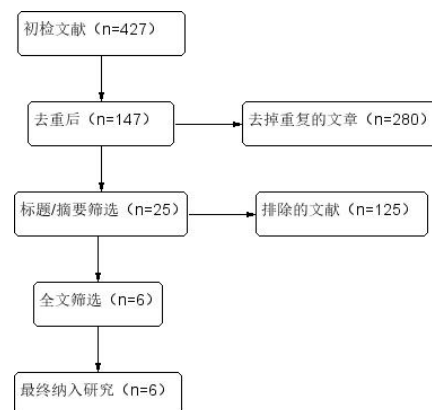 初检文献（n=427）
去重后（n=147）
去掉重复的文章（n=280）
标题/摘要筛选（n=25）
排除的文献（n=125）
全文筛选（n=6）
最终纳入研究（n=6）